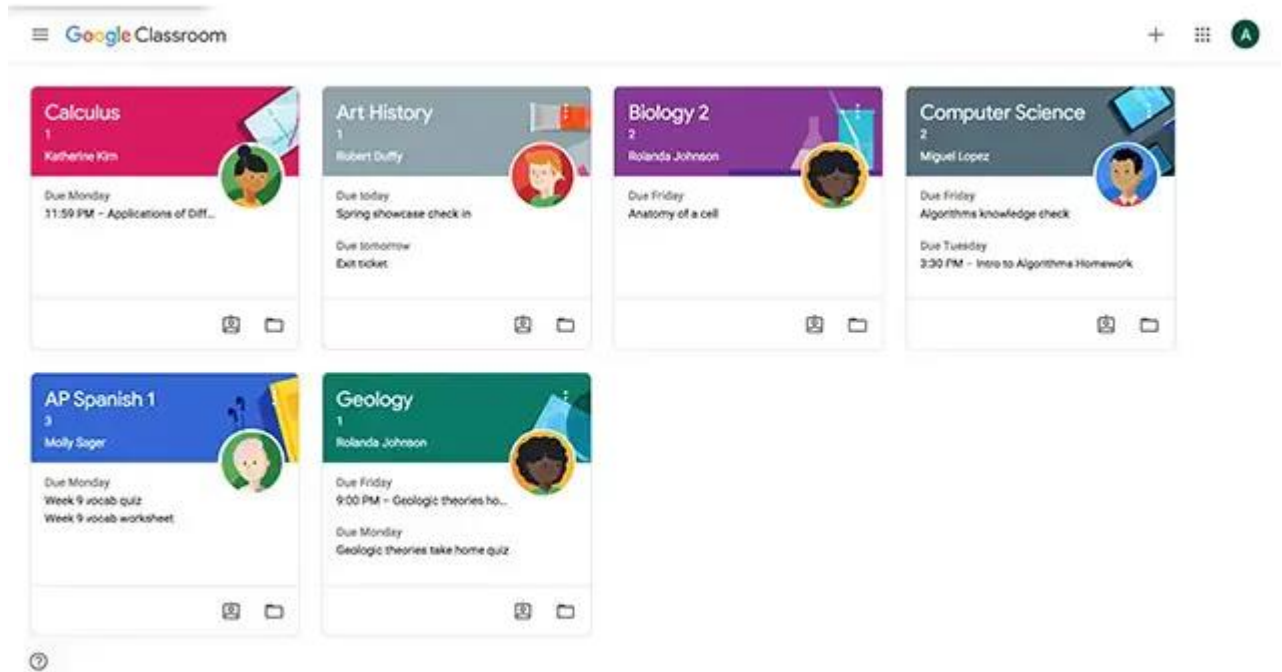 Google Classroom
A
Calculus
1
Katherine Kim
Due Monday
11:59 PM – Applications of Diff...
Art History
1
Robert Duffy
Due today
Spring showcase check in
Due tomorrow
Exit ticket
Biology 2
2
Rolanda Johnson
Due Friday
Anatomy of a cell
Computer Science
2
Miguel Lopez
Due Friday
Algorithms knowledge check
Due Tuesday
3:30 PM – Intro to Algorithms Homework
AP Spanish 1
3
Molly Sager
Due Monday
Week 9 vocab quiz
Week 9 vocab worksheet
Geology
1
Rolanda Johnson
Due Friday
9:00 PM – Geologic theories ho...
Due Monday
Geologic theories take home quiz